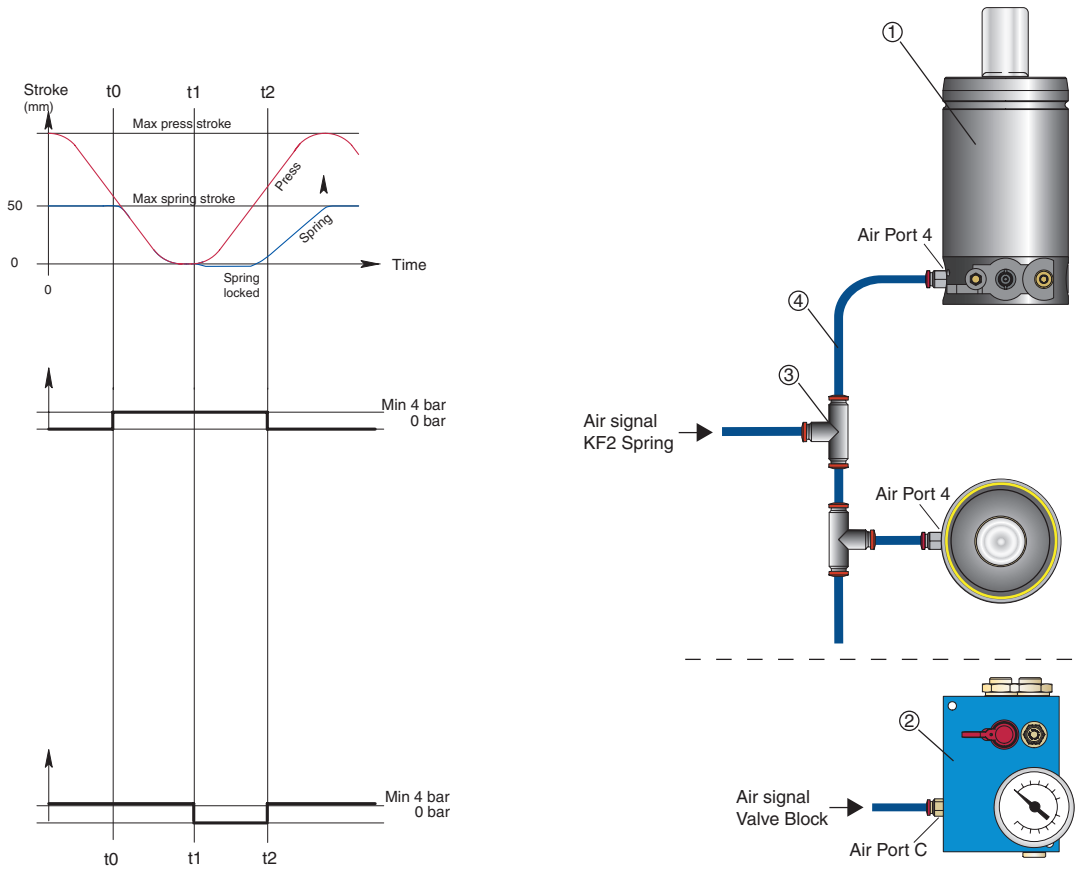 Stroke
(mm)
t0
t1
t2
Max press stroke
Press
50
Max spring stroke
Spring
0
Time
Spring
locked
0
Min 4 bar
0 bar
Min 4 bar
0 bar
t0
t1
t2
①
Air Port 4
④
③
Air signal
KF2 Spring
Air Port 4
②
Air signal
Valve Block
Air Port C